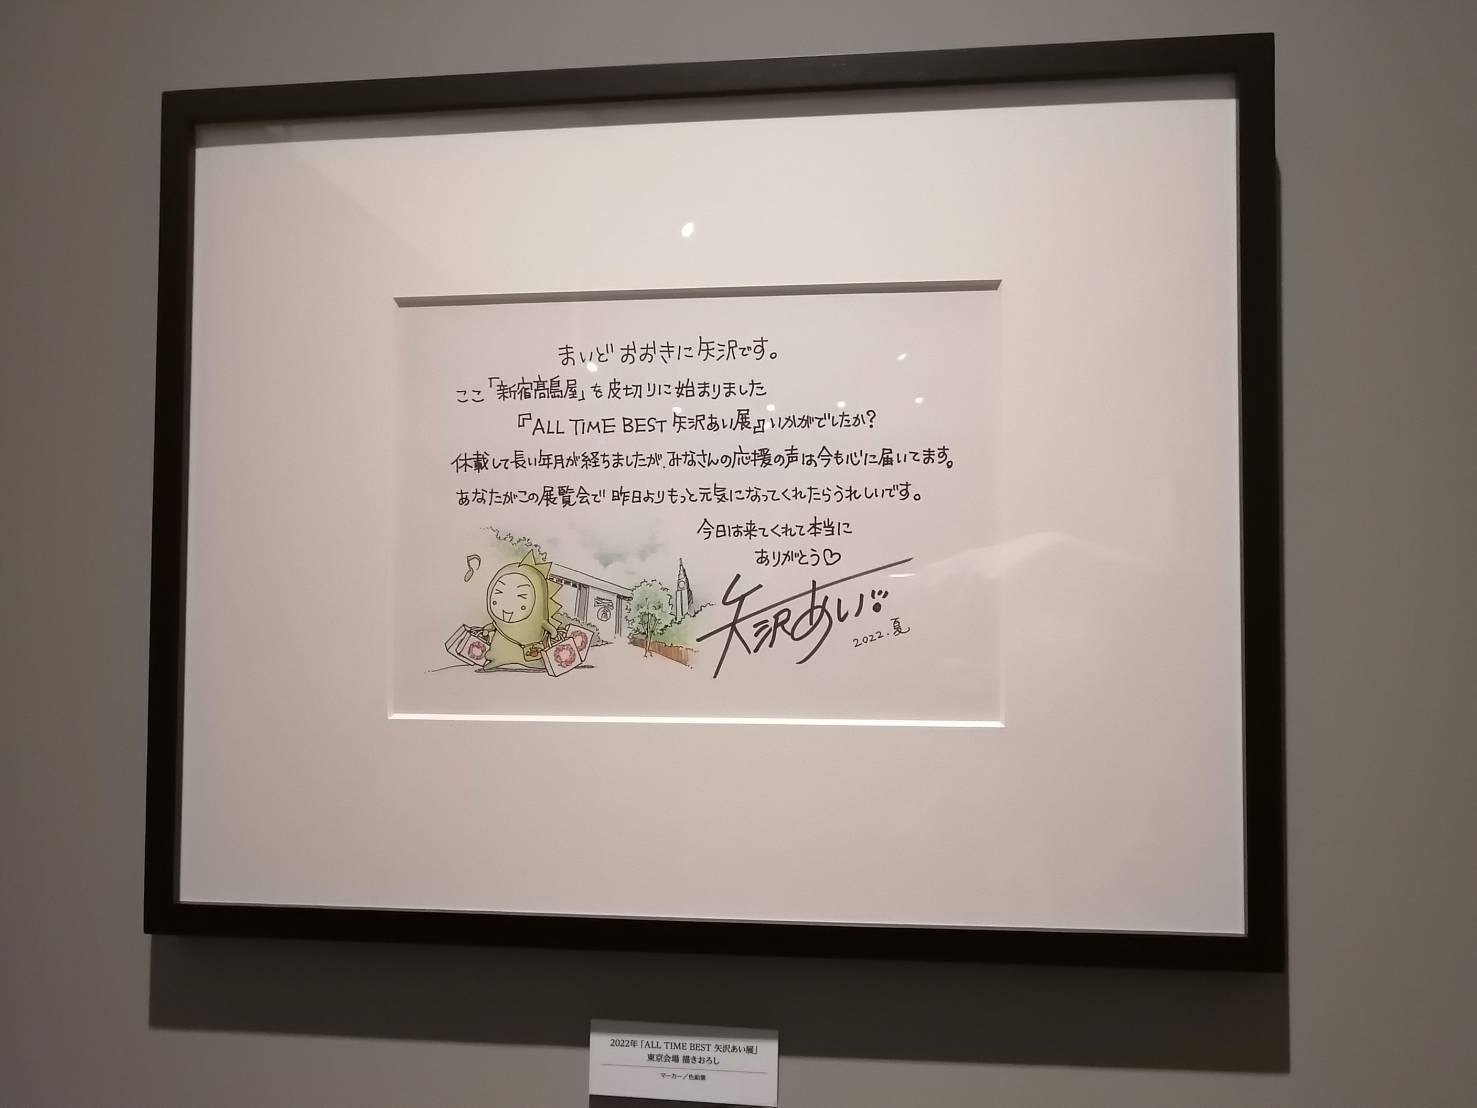 まいどおおきに矢沢です。
ここ「新宿髙島屋」を皮切りに始まりました
『ALL TIME BEST 矢沢あい展』いかがでしたか?
休載して長い年月が経ちましたが、みなさんの応援の声は今も心に届いてます。
あなたがこの展覧会で昨日よりもっと元気になってくれたらうれしいです。
今日は来てくれて本当に
ありがとう♡
矢沢あい
2022.夏
2022年「ALL TIME BEST 矢沢あい展」
東京会場 描きおろし
マーカー/色鉛筆